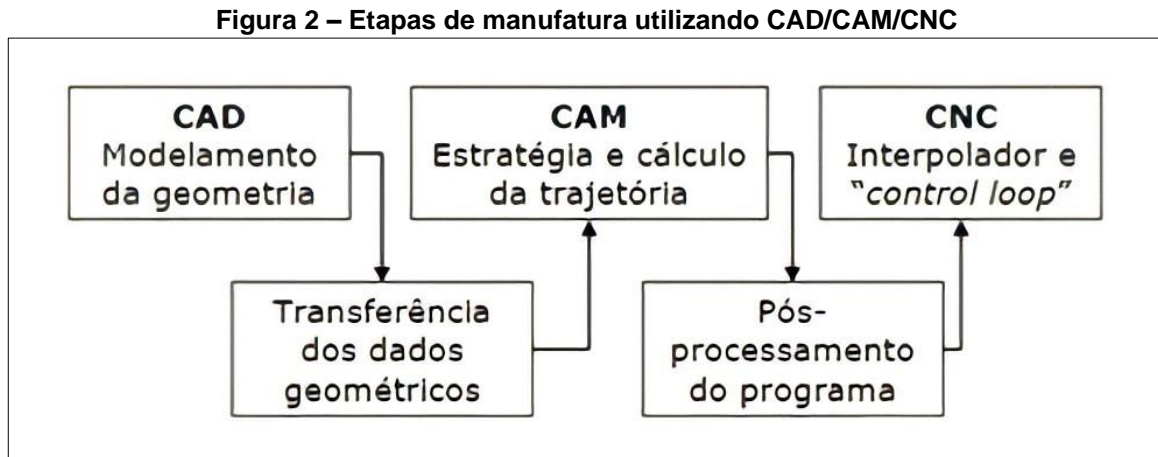 Figura 2 – Etapas de manufatura utilizando CAD/CAM/CNC
CAD
Modelamento
da geometria
Transferência
dos dados
geométricos
CAM
Estratégia e cálculo
da trajetória
Pós-
processamento
do programa
CNC
Interpolador e
"control loop"